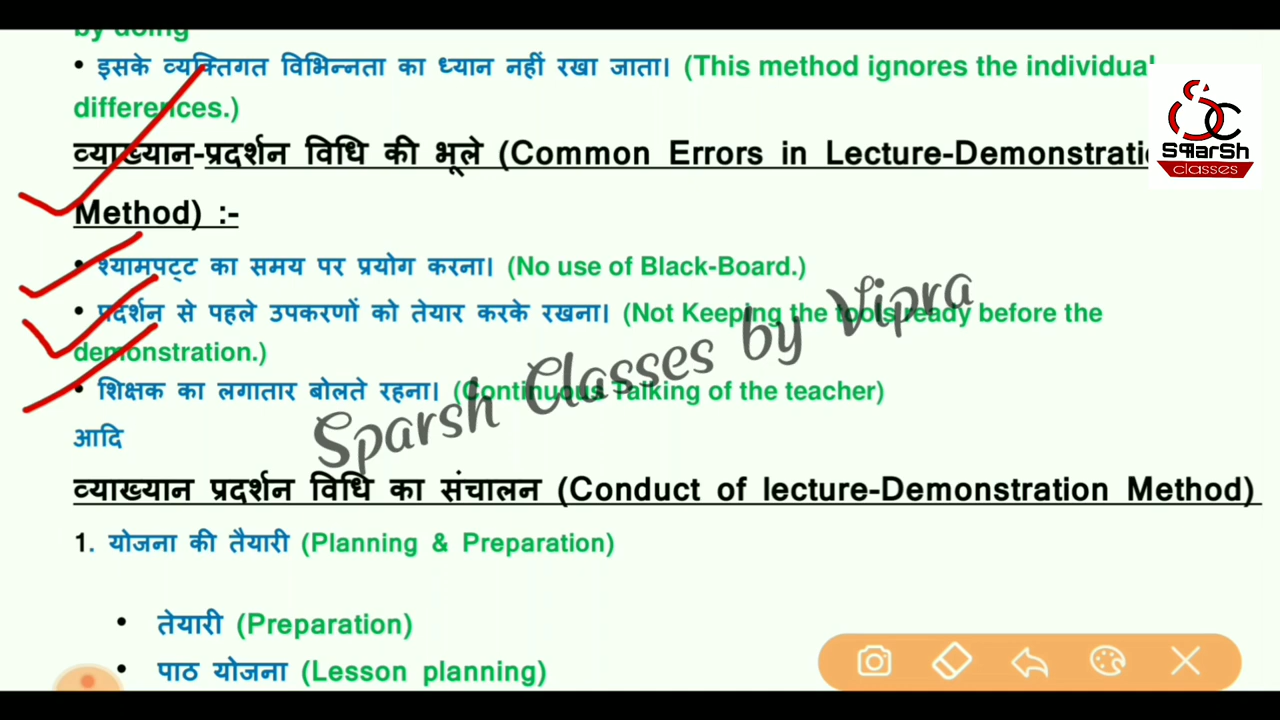 by doing
• इसके व्यक्तिगत विभिन्नता का ध्यान नहीं रखा जाता। (This method ignores the individual
differences.)
व्याख्यान-प्रदर्शन विधि की भूले (Common Errors in Lecture-Demonstratio
Method) :-
• श्यामपट्ट का समय पर प्रयोग करना। (No use of Black-Board.)
• प्रदर्शन से पहले उपकरणों को तेयार करके रखना। (Not Keeping the tools ready before the
demonstration.)
• शिक्षक का लगातार बोलते रहना। (Continuous Talking of the teacher)
आदि
व्याख्यान प्रदर्शन विधि का संचालन (Conduct of lecture-Demonstration Method)
1. योजना की तैयारी (Planning & Preparation)
• तेयारी (Preparation)
• पाठ योजना (Lesson planning)
Sparsh Classes by Vipra
SC
SपarSh
classes